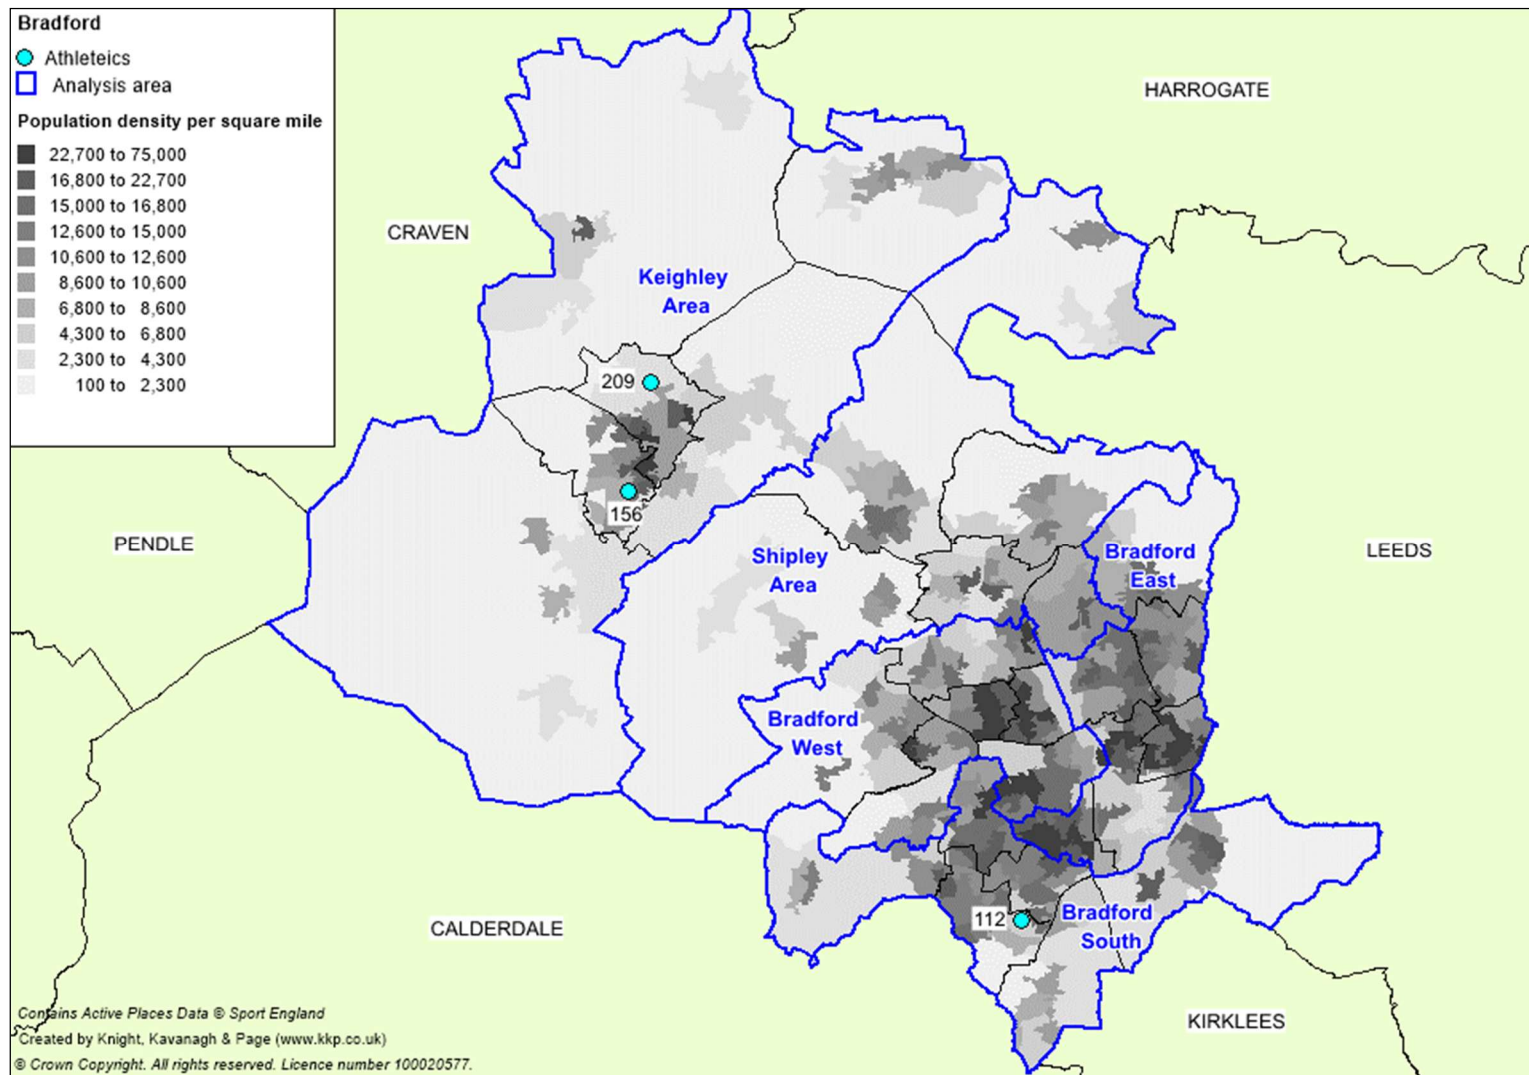 Bradford
Athleteics
Analysis area
Population density per square mile
22,700 to 75,000
16,800 to 22,700
15,000 to 16,800
12,600 to 15,000
10,600 to 12,600
8,600 to 10,600
6,800 to 8,600
4,300 to 6,800
2,300 to 4,300
100 to 2,300
HARROGATE
CRAVEN
Keighley
Area
209
156
PENDLE
Shipley
Area
Bradford
East
LEEDS
Bradford
West
112
Bradford
South
CALDERDALE
KIRKLEES
Contains Active Places Data © Sport England
Created by Knight, Kavanagh & Page (www.kkp.co.uk)
© Crown Copyright. All rights reserved. Licence number 100020577.